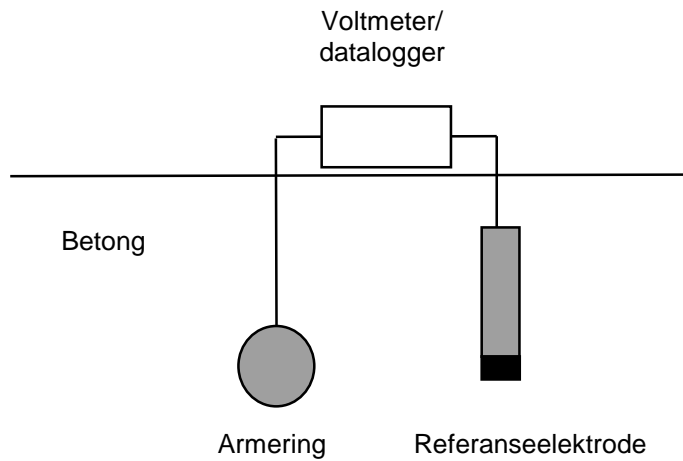 Voltmeter/
datalogger
Betong
Armering
Referanseelektrode